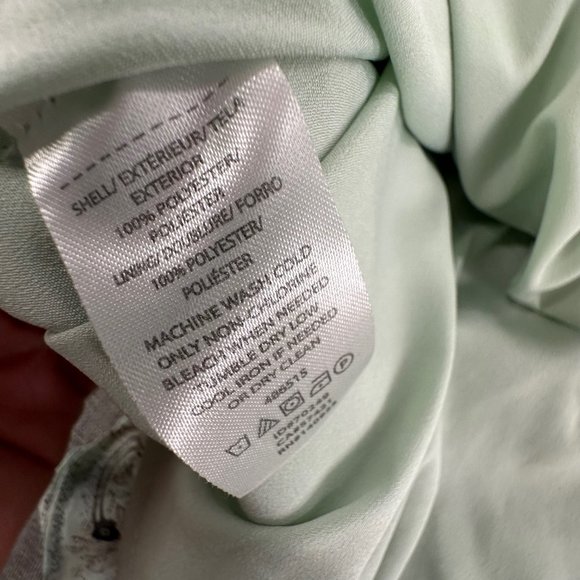 SHELL/ EXTÉRIEUR/ TELA
EXTERIOR
100% POLYESTER/
POLIÉSTER
LINING/ DOUBLURE/ FORRO
100% POLYESTER/
POLIÉSTER
MACHINE WASH COLD
ONLY NON-CHLORINE
BLEACH WHEN NEEDED
TUMBLE DRY LOW
COOL IRON IF NEEDED
OR DRY CLEAN
486515